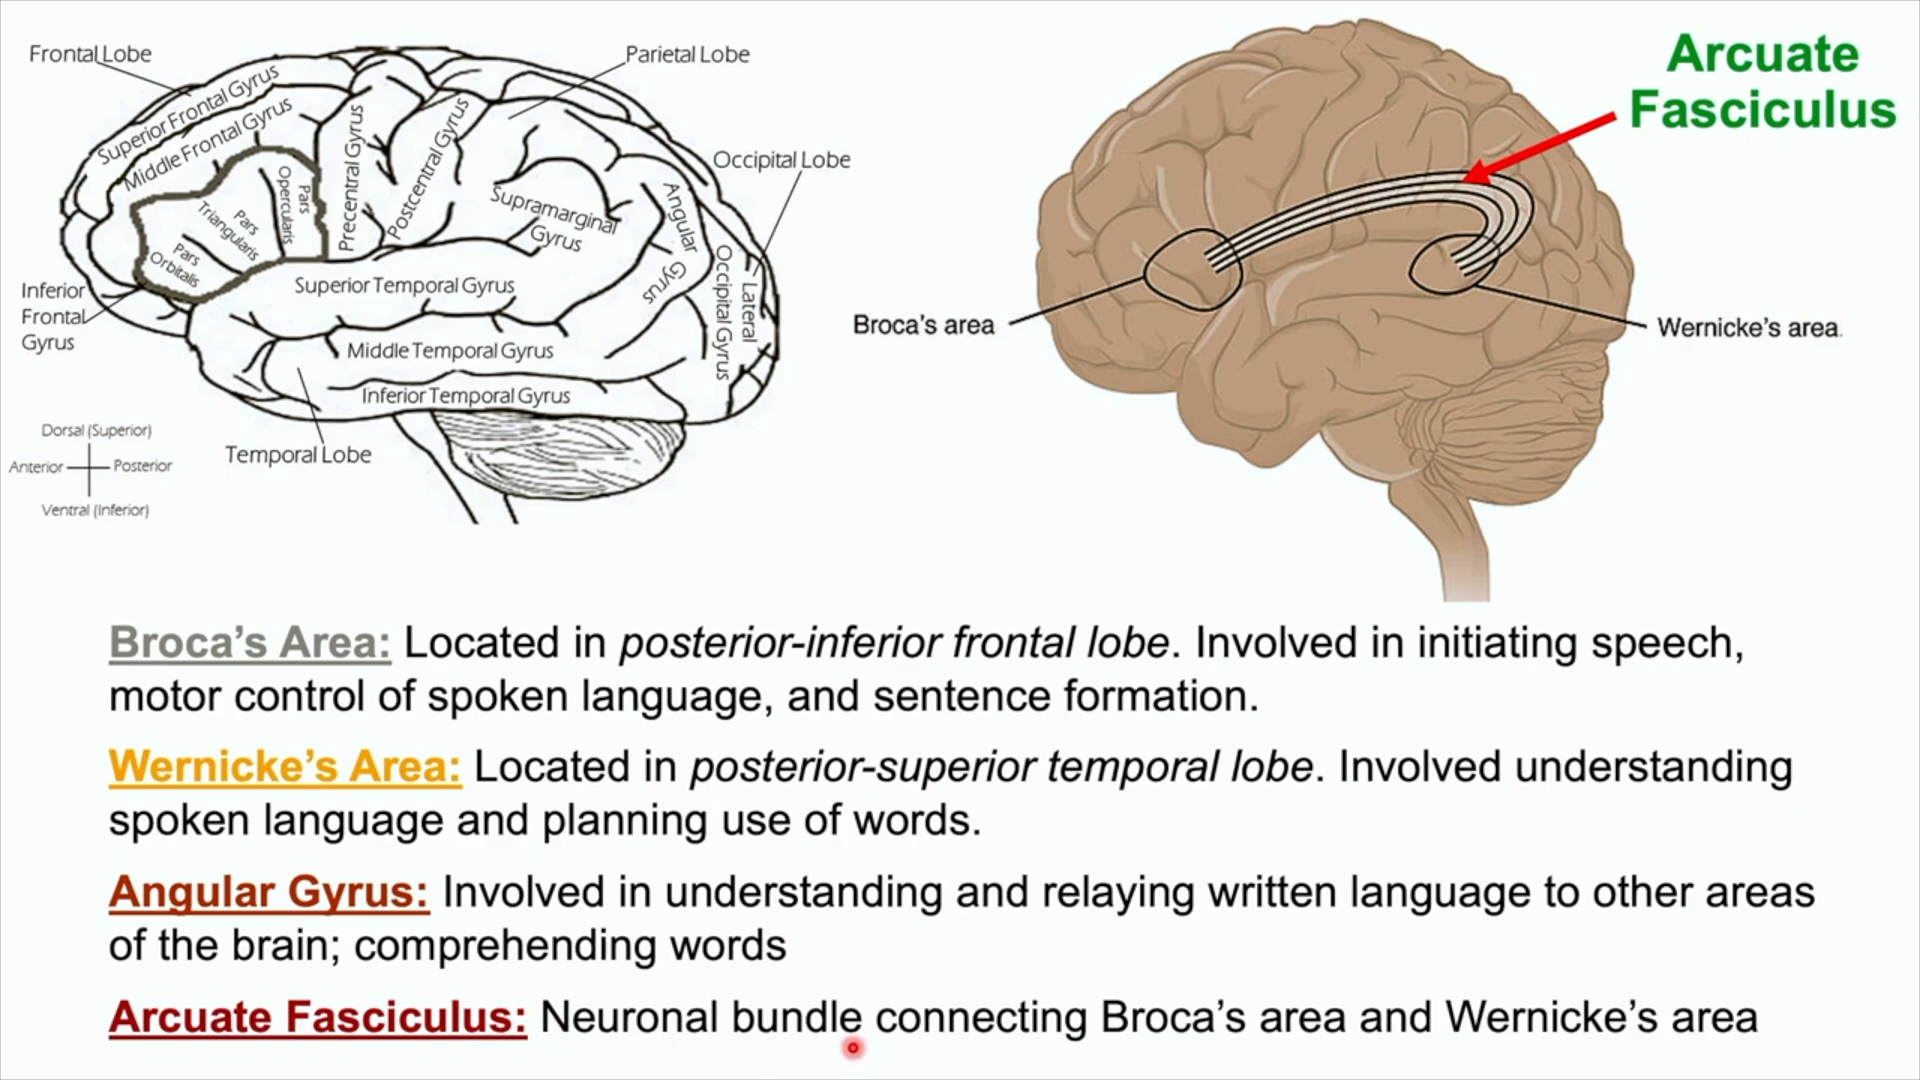 Frontal Lobe
Parietal Lobe
Superior Frontal Gyrus
Middle Frontal Gyrus
Precentral Gyrus
Postcentral Gyrus
Occipital Lobe
Pars
Opercularis
Pars
Triangularis
Pars
Orbitalis
Supramarginal
Gyrus
Angular
Gyrus
Lateral
Occipital Gyrus
Inferior
Frontal
Gyrus
Superior Temporal Gyrus
Middle Temporal Gyrus
Inferior Temporal Gyrus
Temporal Lobe
Dorsal (Superior)
Anterior
Posterior
Ventral (Inferior)
Arcuate
Fasciculus
Broca's area
Wernicke's area.
Broca's Area: Located in posterior-inferior frontal lobe. Involved in initiating speech,
motor control of spoken language, and sentence formation.
Wernicke's Area: Located in posterior-superior temporal lobe. Involved understanding
spoken language and planning use of words.
Angular Gyrus: Involved in understanding and relaying written language to other areas
of the brain; comprehending words
Arcuate Fasciculus: Neuronal bundle connecting Broca's area and Wernicke's area